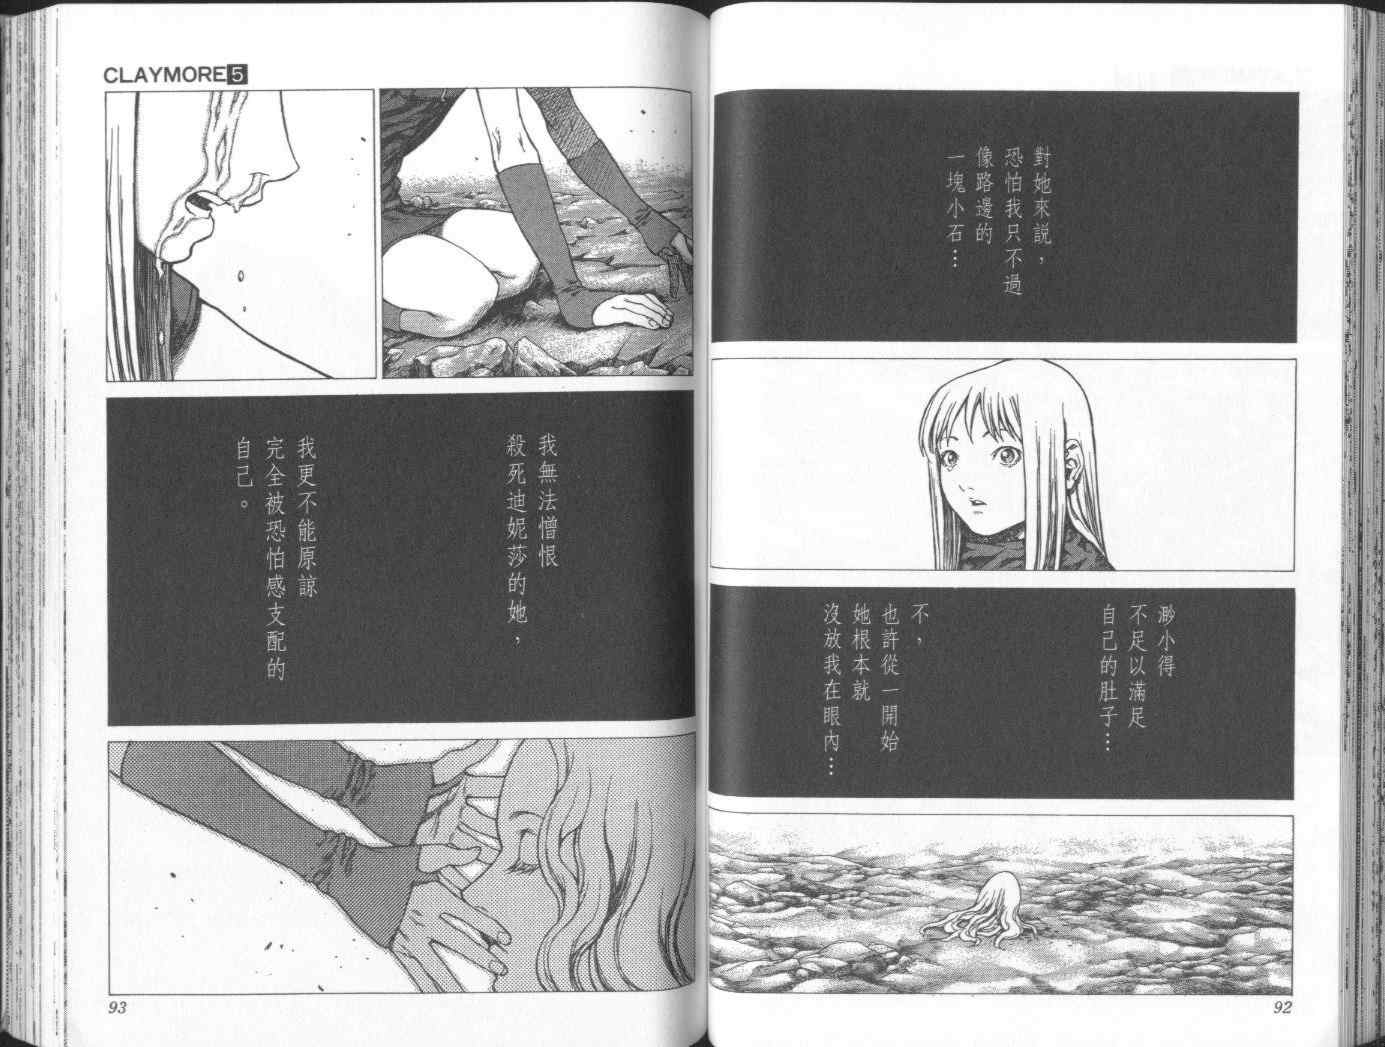 對她來說，
恐怕我只不過
像路邊的
一塊小石…
渺小得
不足以滿足
自己的肚子…
不，
也許從一開始
她根本就
沒放我在眼內…
92
CLAYMORE 5
我無法憎恨
殺死迪妮莎的她，
我更不能原諒
完全被恐怕感支配的
自己。
93